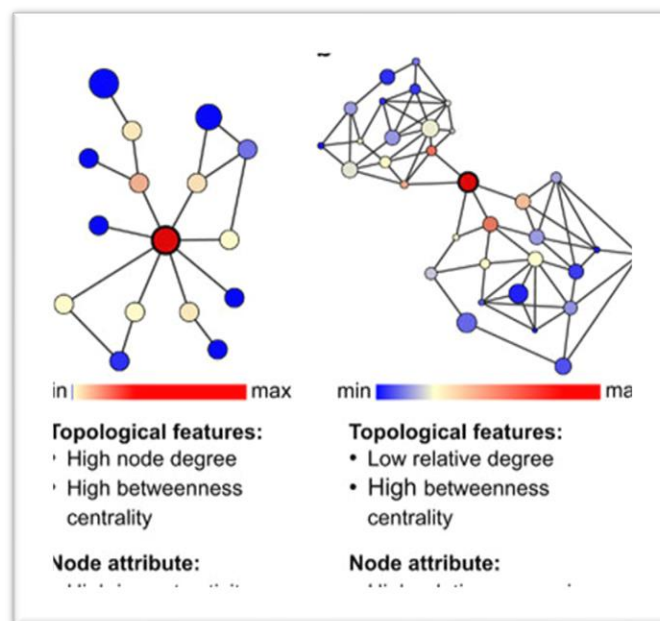 in max
min ma
Topological features:
• High node degree
• High betweenness
centrality
Node attribute:
Topological features:
• Low relative degree
• High betweenness
centrality
Node attribute: